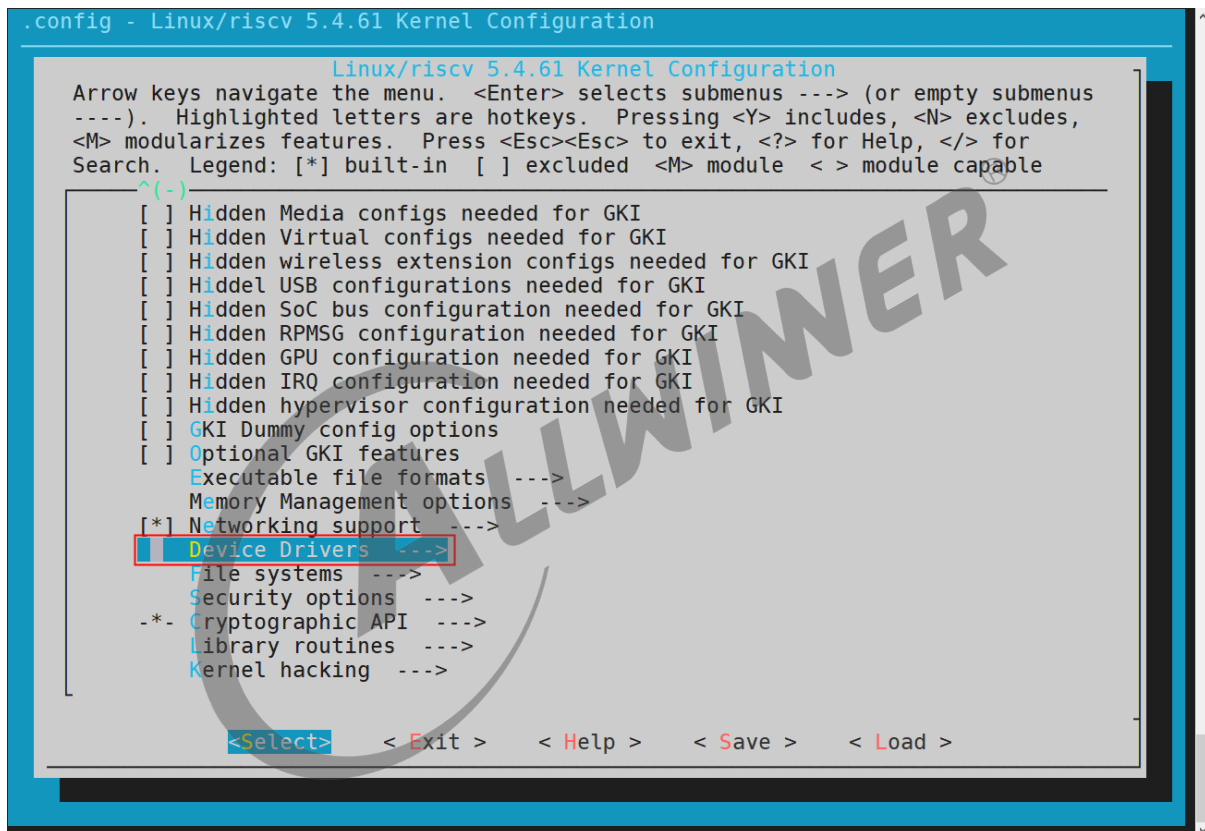 .config - Linux/riscv 5.4.61 Kernel Configuration
Linux/riscv 5.4.61 Kernel Configuration
Arrow keys navigate the menu.  <Enter> selects submenus ---> (or empty submenus
----).  Highlighted letters are hotkeys.  Pressing <Y> includes, <N> excludes,
<M> modularizes features.  Press <Esc><Esc> to exit, <?> for Help, </> for
Search.  Legend: [*] built-in  [ ] excluded  <M> module  < > module capable
^(-)
[ ] Hidden Media configs needed for GKI
[ ] Hidden Virtual configs needed for GKI
[ ] Hidden wireless extension configs needed for GKI
[ ] Hiddel USB configurations needed for GKI
[ ] Hidden SoC bus configuration needed for GKI
[ ] Hidden RPMSG configuration needed for GKI
[ ] Hidden GPU configuration needed for GKI
[ ] Hidden IRQ configuration needed for GKI
[ ] Hidden hypervisor configuration needed for GKI
[ ] GKI Dummy config options
[ ] Optional GKI features
Executable file formats  --->
Memory Management options  --->
[*] Networking support  --->
Device Drivers  --->
File systems  --->
Security options  --->
-*- Cryptographic API  --->
Library routines  --->
Kernel hacking  --->
<Select>    < Exit >    < Help >    < Save >    < Load >
ALLWINNER®